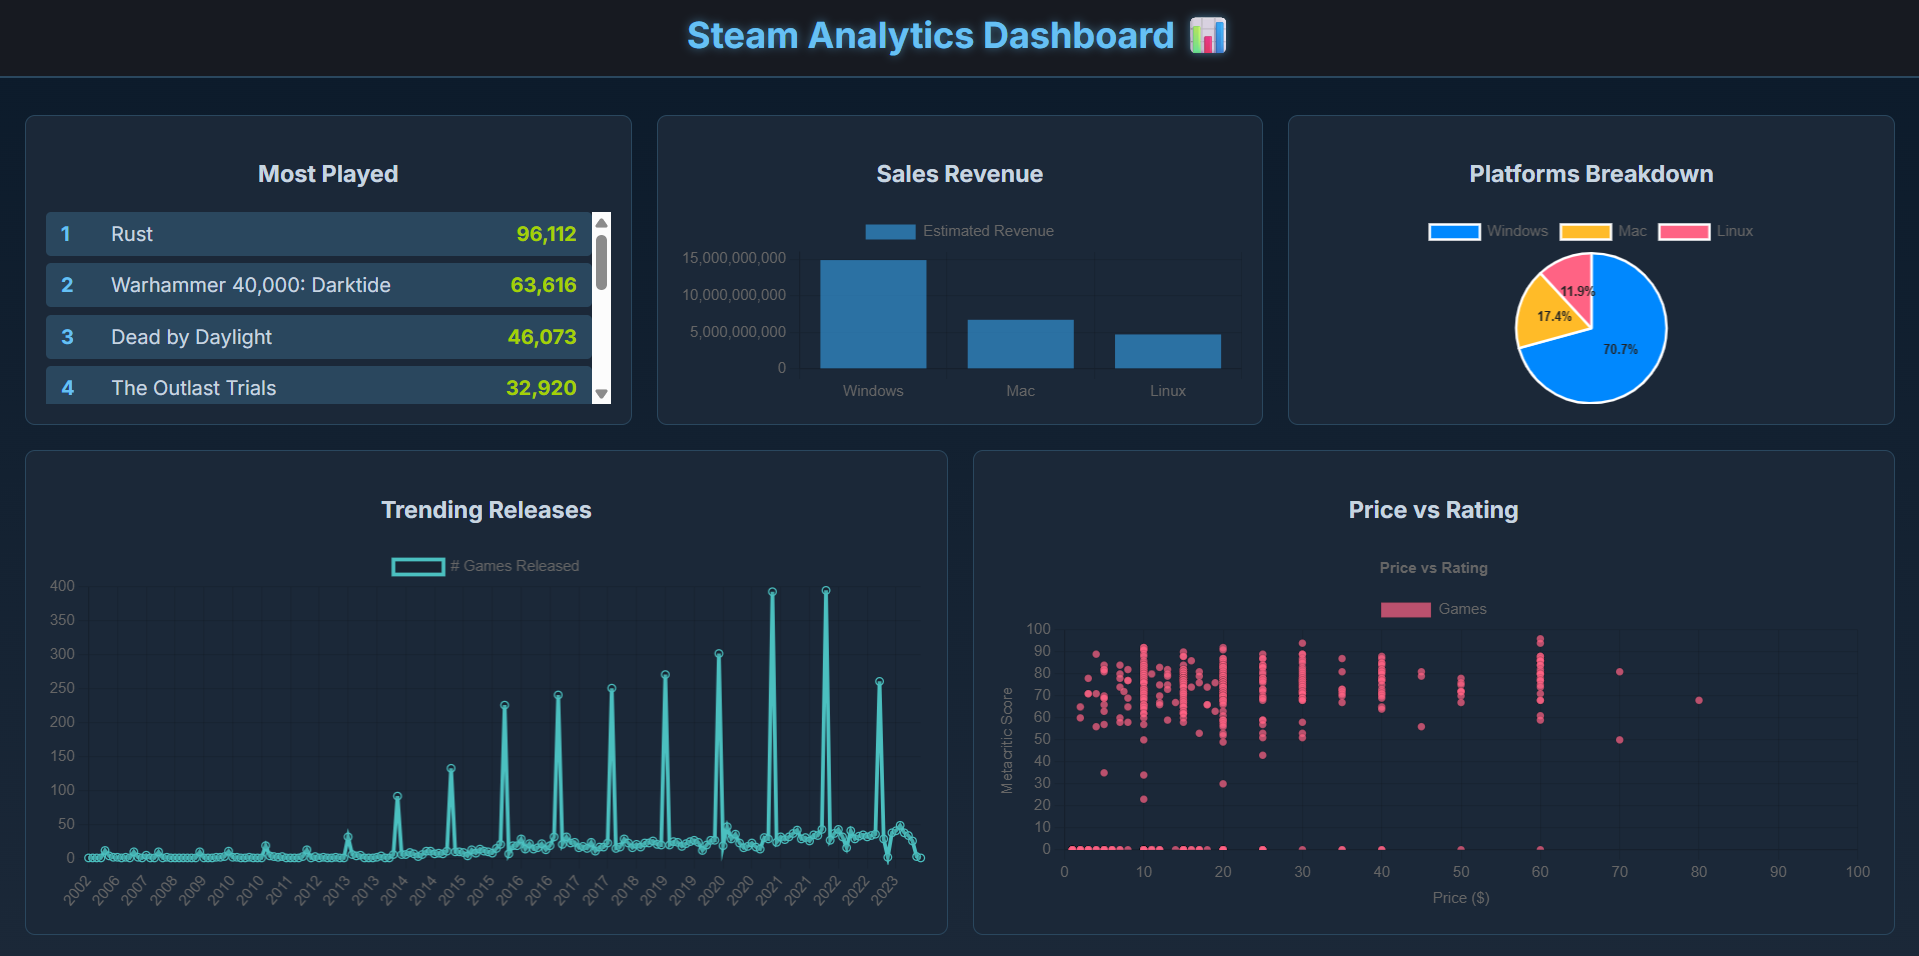 Steam Analytics Dashboard
Most Played
1 Rust 96,112
2 Warhammer 40,000: Darktide 63,616
3 Dead by Daylight 46,073
4 The Outlast Trials 32,920
Sales Revenue
Estimated Revenue
15,000,000,000
10,000,000,000
5,000,000,000
0
Windows Mac Linux
Platforms Breakdown
Windows Mac Linux
11.9%
17.4%
70.7%
Trending Releases
# Games Released
400
350
300
250
200
150
100
50
0
2002 2006 2007 2008 2009 2010 2010 2011 2012 2013 2013 2014 2014 2015 2015 2016 2016 2017 2017 2018 2019 2019 2020 2020 2021 2021 2022 2022 2023
Price vs Rating
Price vs Rating
Games
Metacritic Score
100
90
80
70
60
50
40
30
20
10
0
0 10 20 30 40 50 60 70 80 90 100
Price ($)